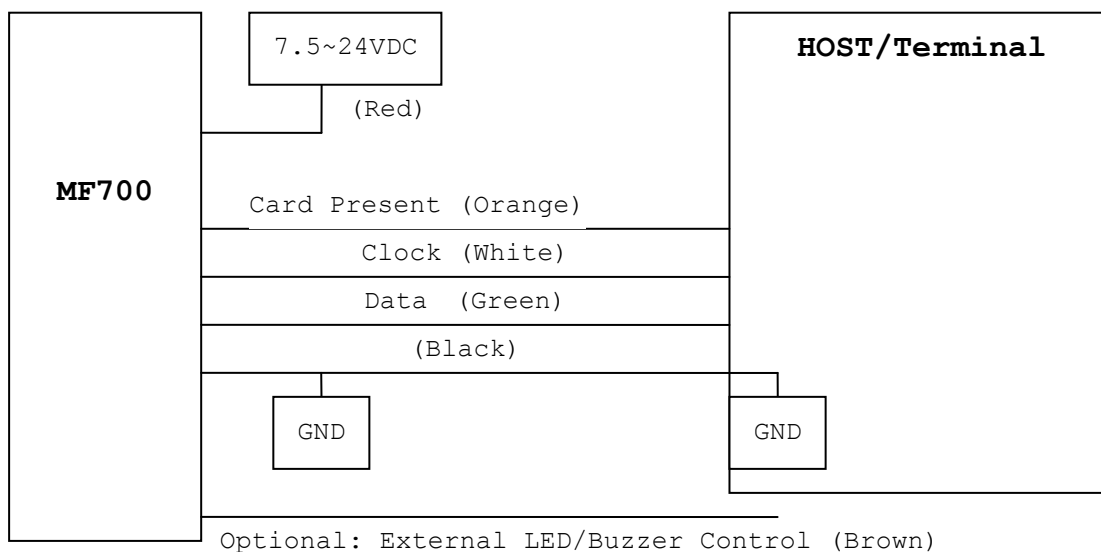 7.5~24VDC
HOST/Terminal
(Red)
MF700
Card Present (Orange)
Clock (White)
Data (Green)
(Black)
GND
GND
Optional: External LED/Buzzer Control (Brown)